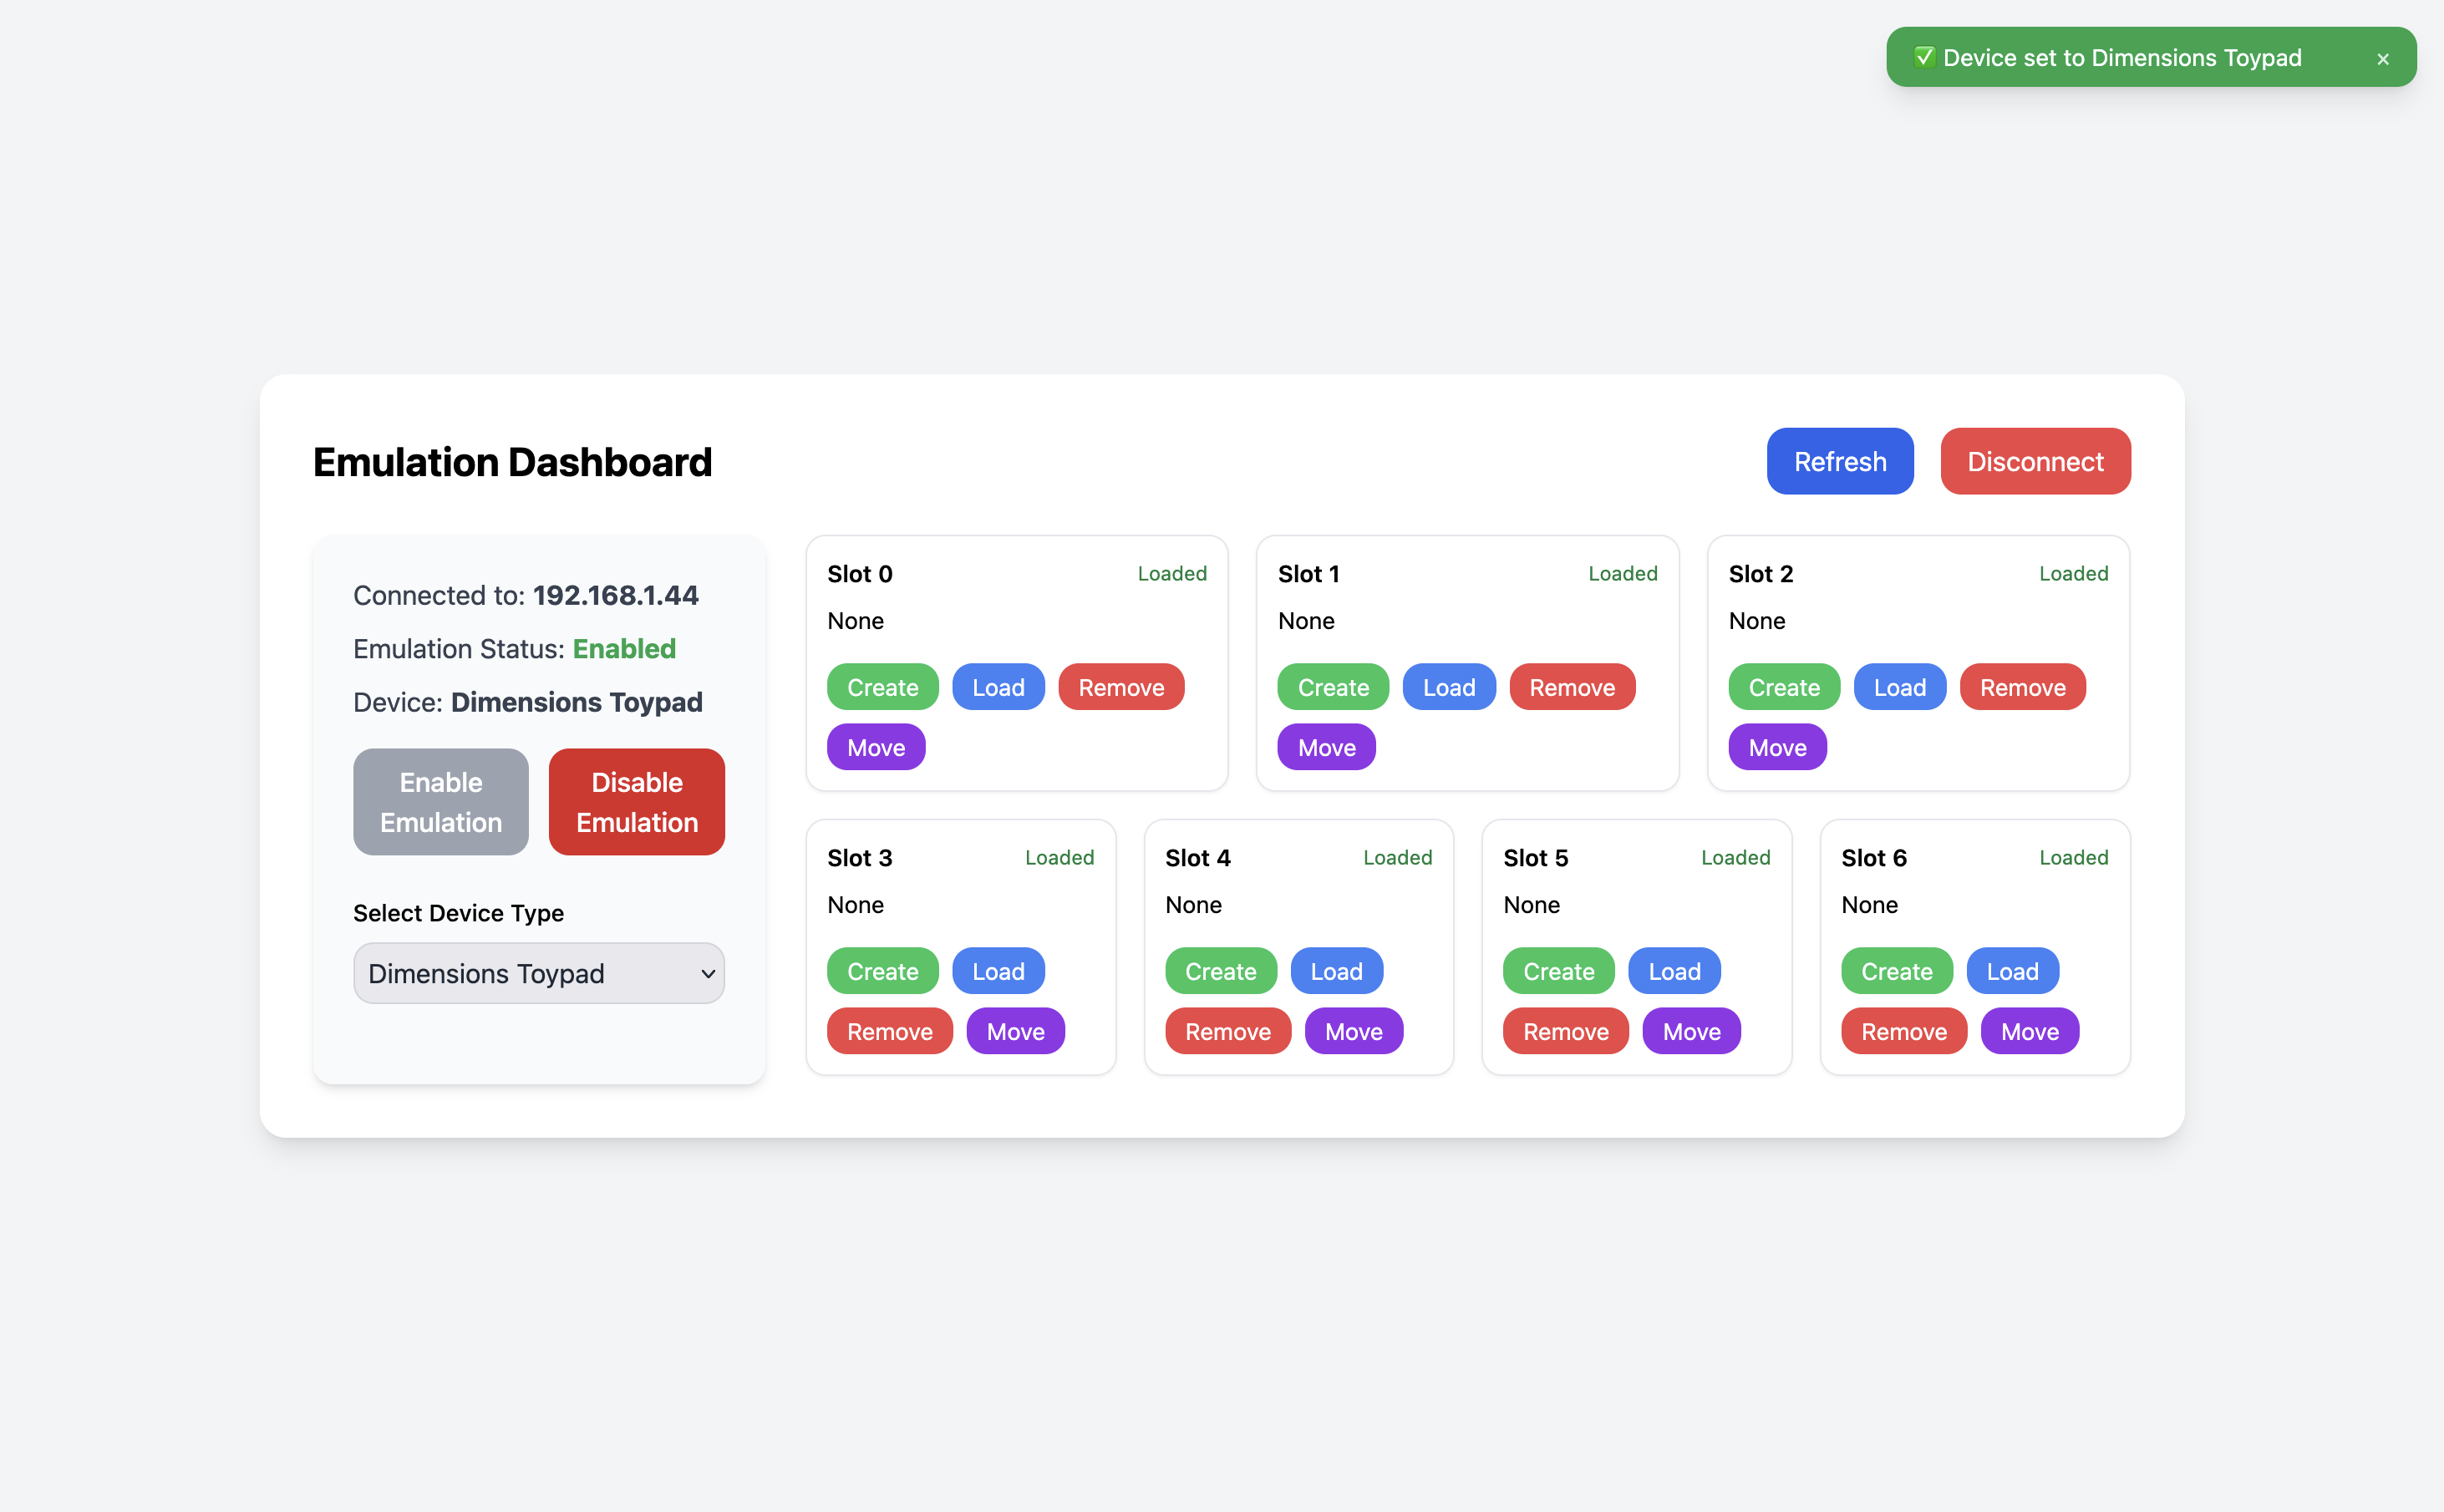 ✅ Device set to Dimensions Toypad ×
Emulation Dashboard
Refresh
Disconnect
Connected to: 192.168.1.44
Emulation Status: Enabled
Device: Dimensions Toypad
Enable
Emulation
Disable
Emulation
Select Device Type
Dimensions Toypad
Slot 0 Loaded
None
Create Load Remove
Move
Slot 1 Loaded
None
Create Load Remove
Move
Slot 2 Loaded
None
Create Load Remove
Move
Slot 3 Loaded
None
Create Load
Remove Move
Slot 4 Loaded
None
Create Load
Remove Move
Slot 5 Loaded
None
Create Load
Remove Move
Slot 6 Loaded
None
Create Load
Remove Move